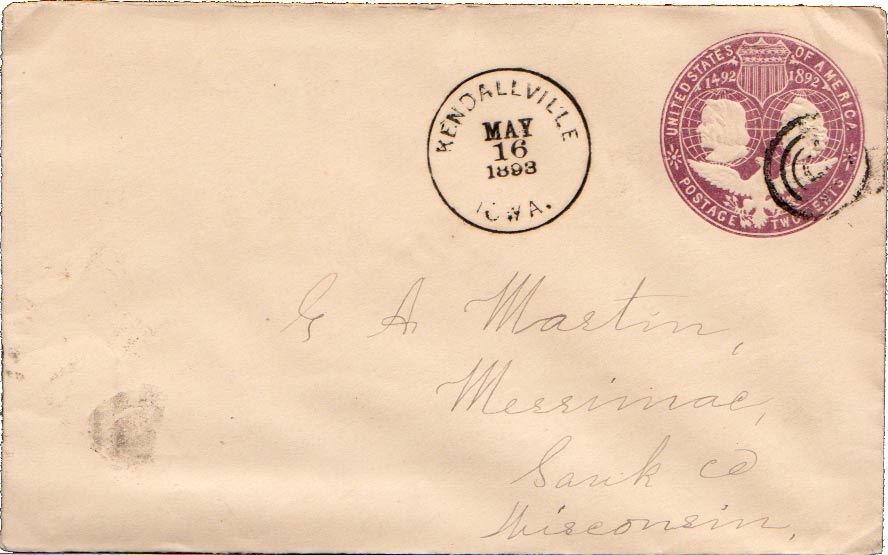 UNITED STATES OF AMERICA
1492 1892
POSTAGE TWO CENTS
KENDALLVILLE
MAY
16
1893
IOWA.
G A Martin,
Merrimac,
Sauk co
Wisconsin,